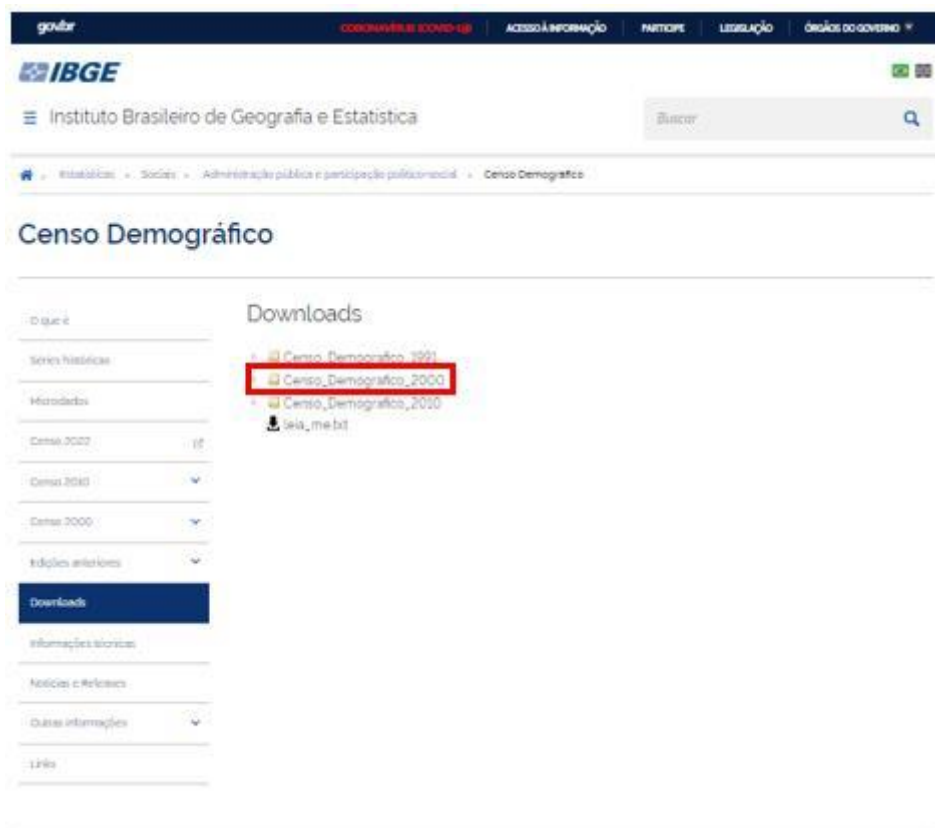 govbr
CORONAVÍRUS (COVID-19)
ACESSO À INFORMAÇÃO
PARTICIPE
LEGISLAÇÃO
ÓRGÃOS DO GOVERNO
IBGE
Instituto Brasileiro de Geografia e Estatística
Buscar
Estatísticas
Sociais
Administração pública e participação político-social
Censo Demográfico
Censo Demográfico
O que é
Séries históricas
Microdados
Censo 2022
Censo 2010
Censo 2000
Edições anteriores
Downloads
Informações técnicas
Notícias e Releases
Outras informações
Links
Downloads
Censo_Demografico_1991
Censo_Demografico_2000
Censo_Demografico_2010
leia_me.txt